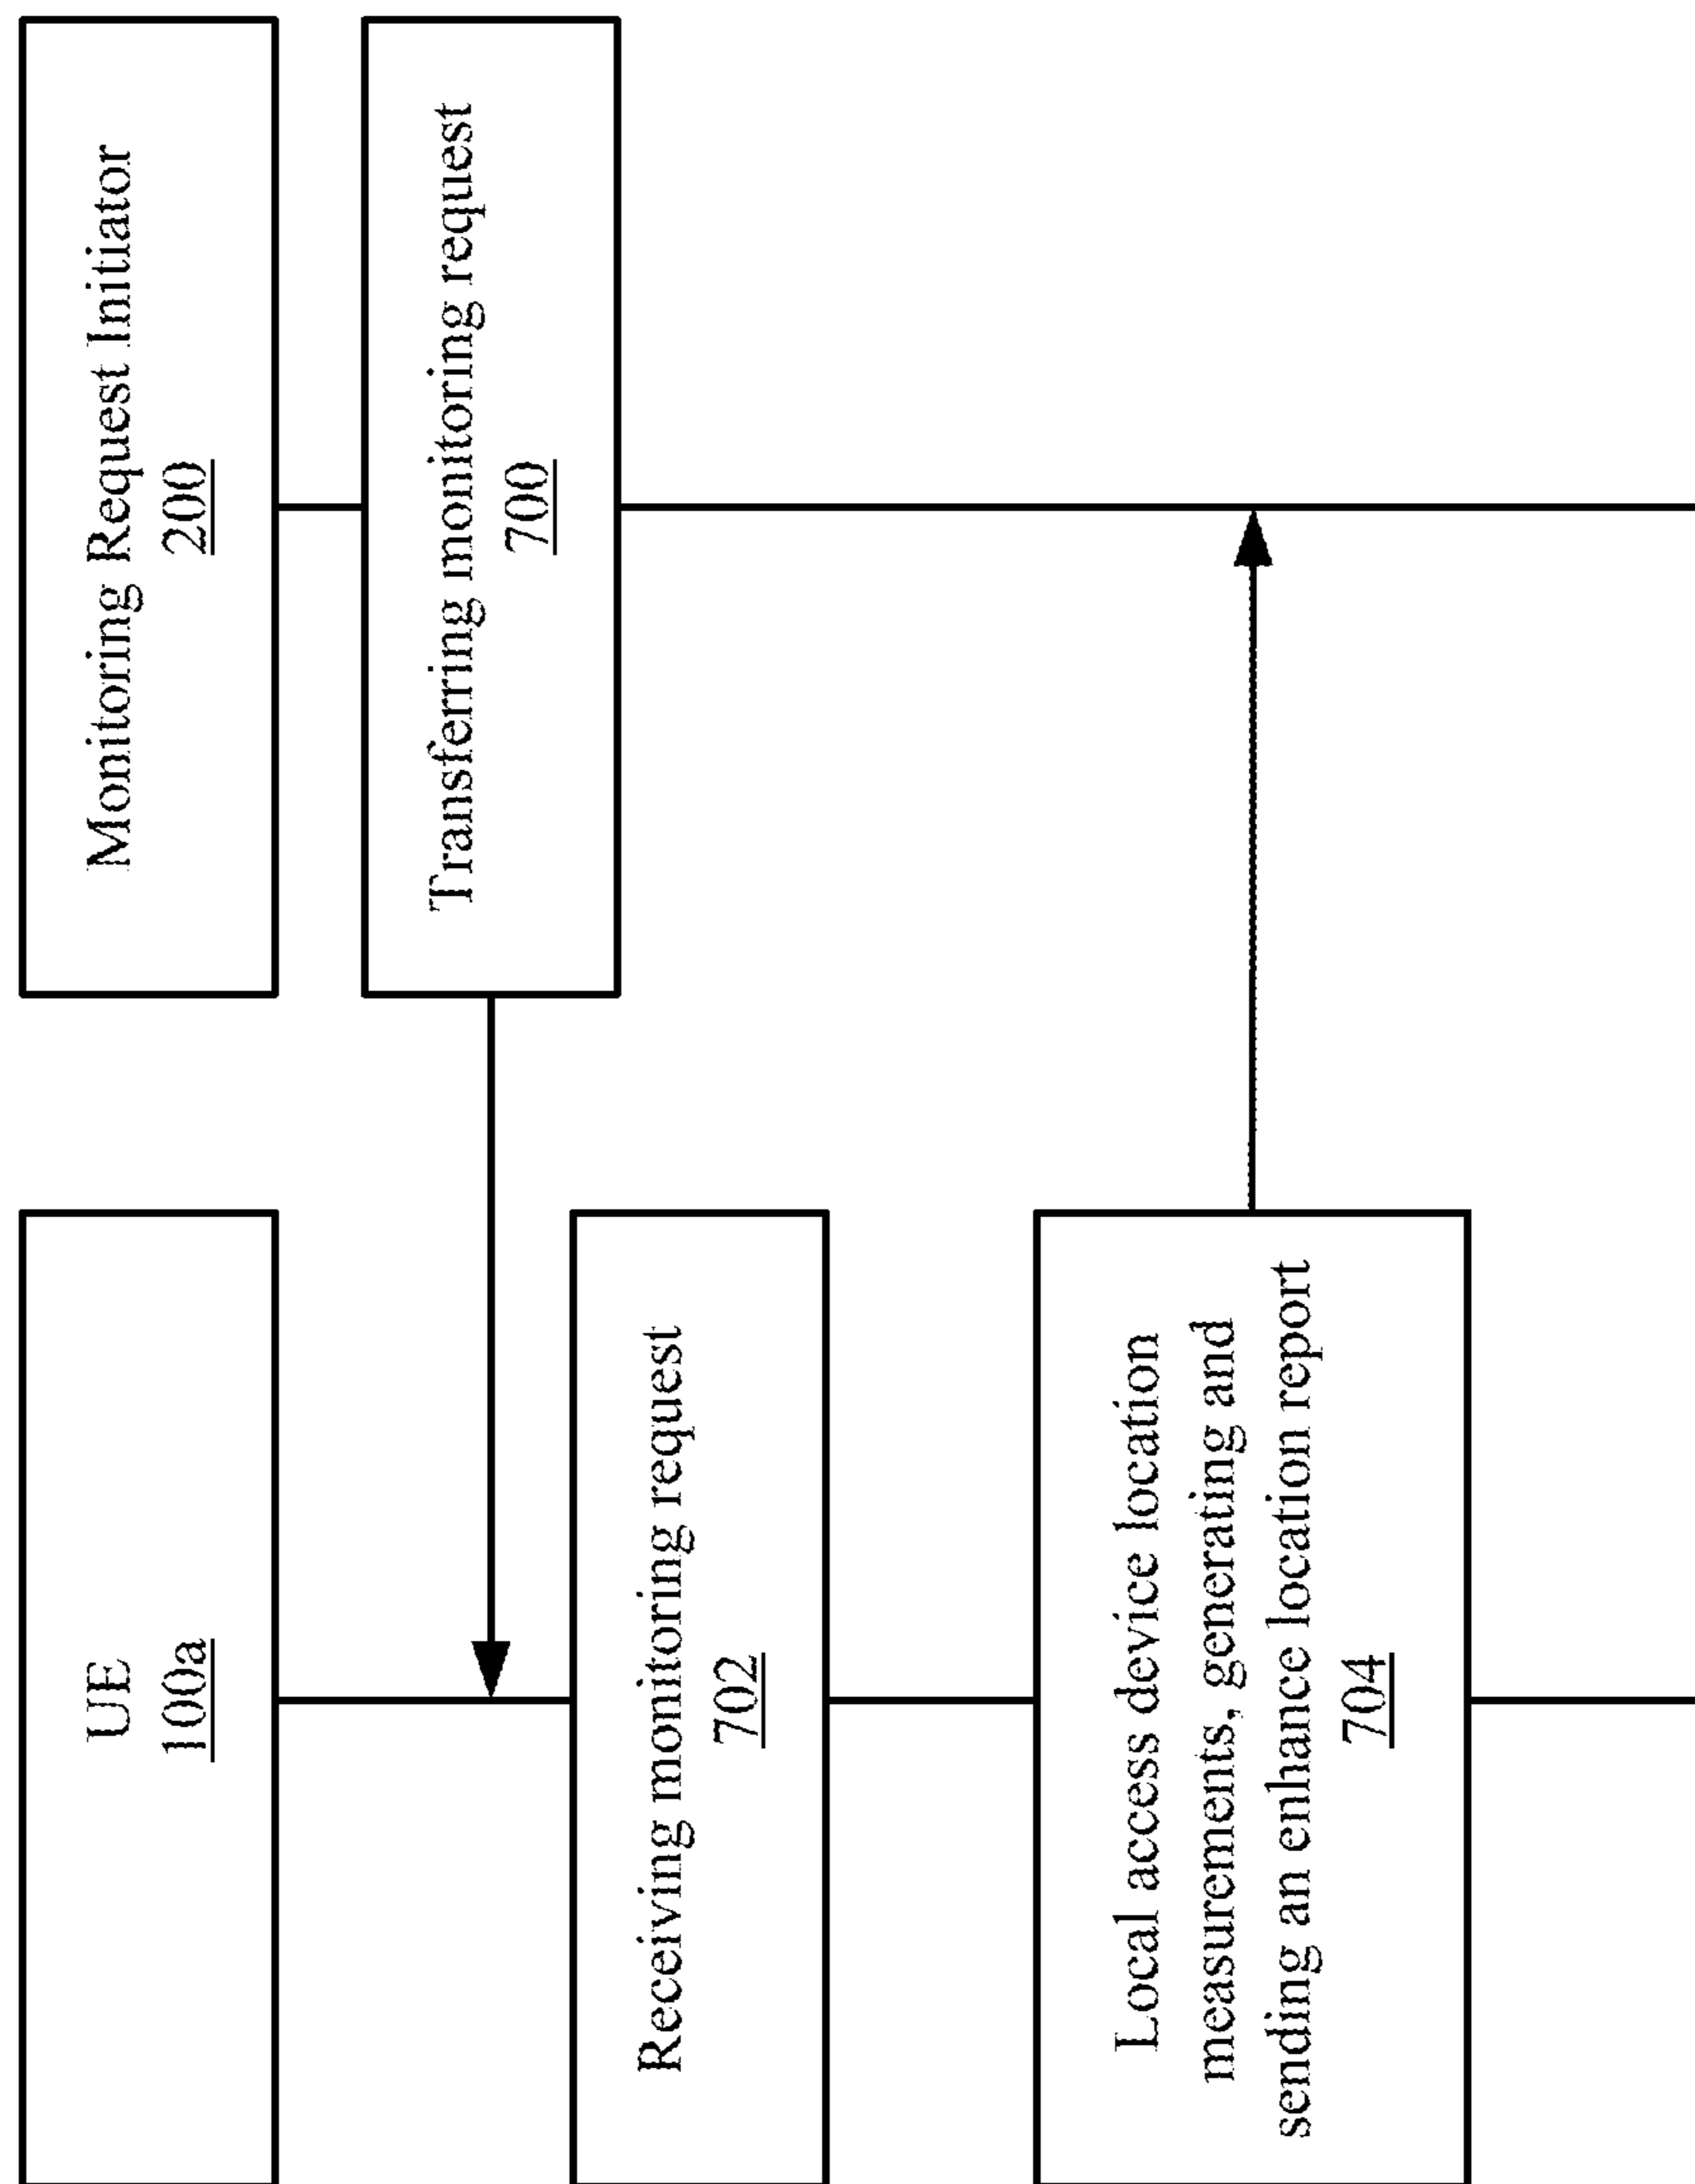 UE
100a
Monitoring Request Initiator
200
Transferring monitoring request
700
Receiving monitoring request
702
Local access device location
measurements, generating and
sending an enhance location report
704